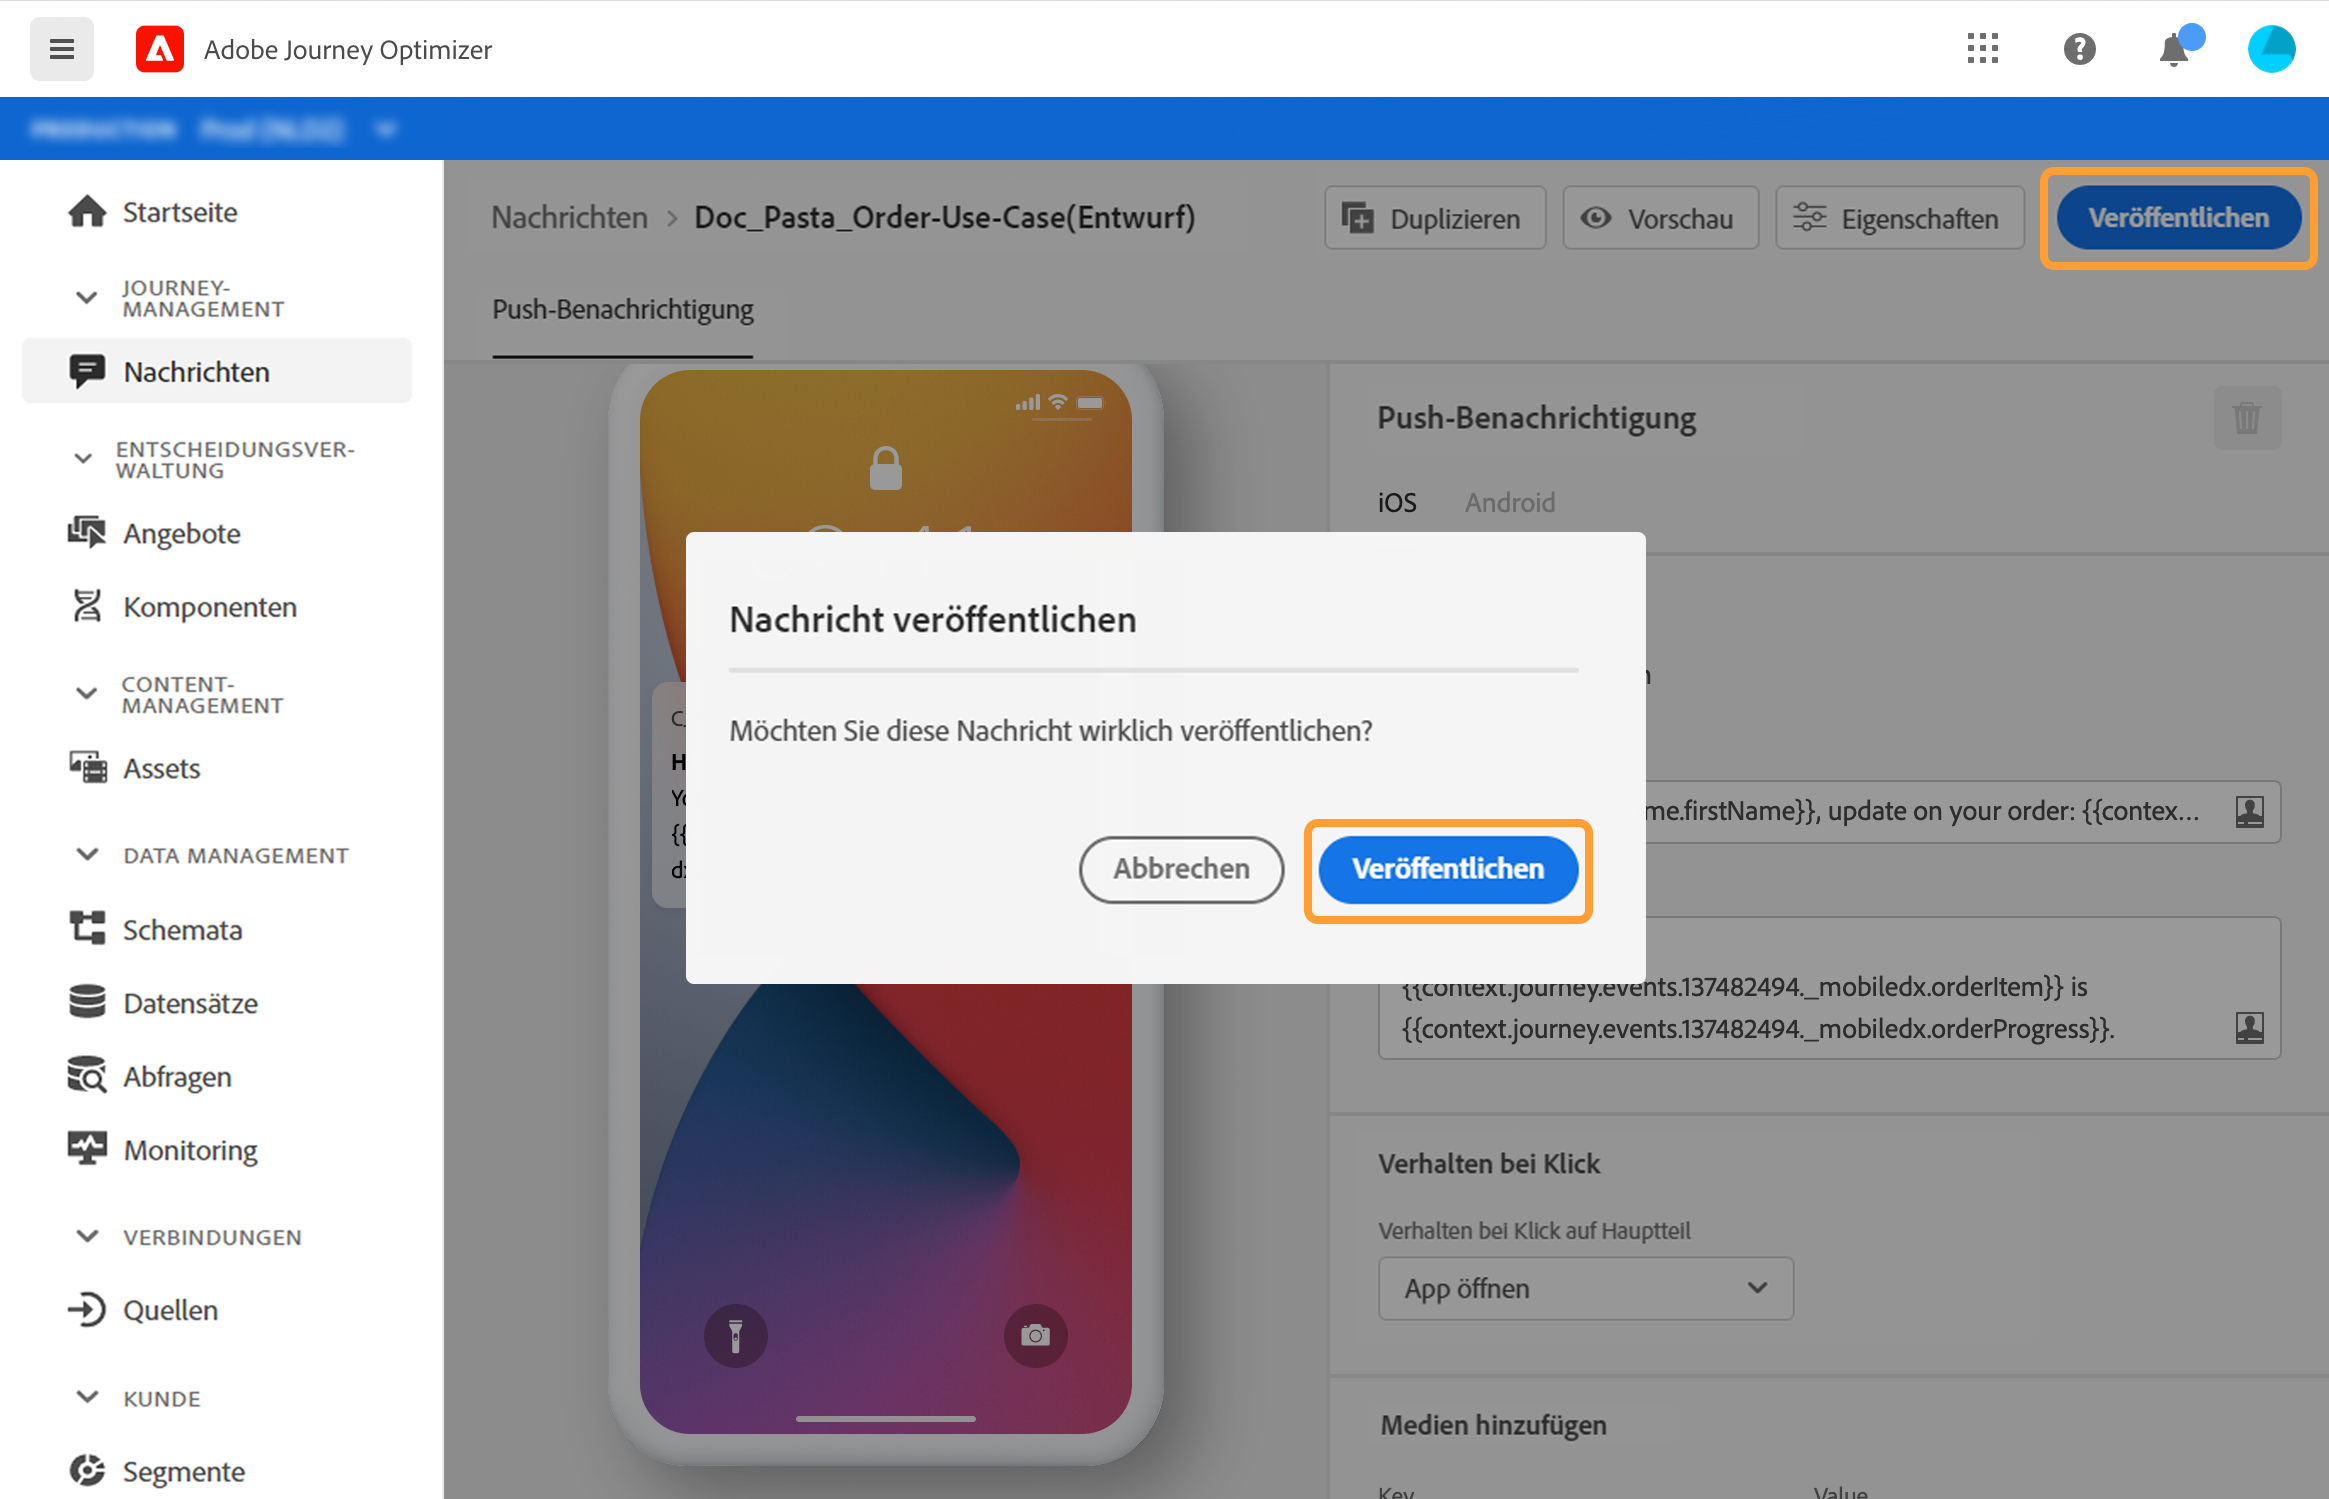 Adobe Journey Optimizer
Startseite
JOURNEY-
MANAGEMENT
Nachrichten
ENTSCHEIDUNGSVER-
WALTUNG
Angebote
Komponenten
CONTENT-
MANAGEMENT
Assets
DATA MANAGEMENT
Schemata
Datensätze
Abfragen
Monitoring
VERBINDUNGEN
Quellen
KUNDE
Segmente
Nachrichten > Doc_Pasta_Order-Use-Case(Entwurf)
Duplizieren
Vorschau
Eigenschaften
Veröffentlichen
Push-Benachrichtigung
Push-Benachrichtigung
iOS Android
Nachricht veröffentlichen
Möchten Sie diese Nachricht wirklich veröffentlichen?
Abbrechen Veröffentlichen
me.firstName}}, update on your order: {{contex...
{{context.journey.events.137482494._mobiledx.orderItem}} is
{{context.journey.events.137482494._mobiledx.orderProgress}}.
Verhalten bei Klick
Verhalten bei Klick auf Hauptteil
App öffnen
Medien hinzufügen
Key Value